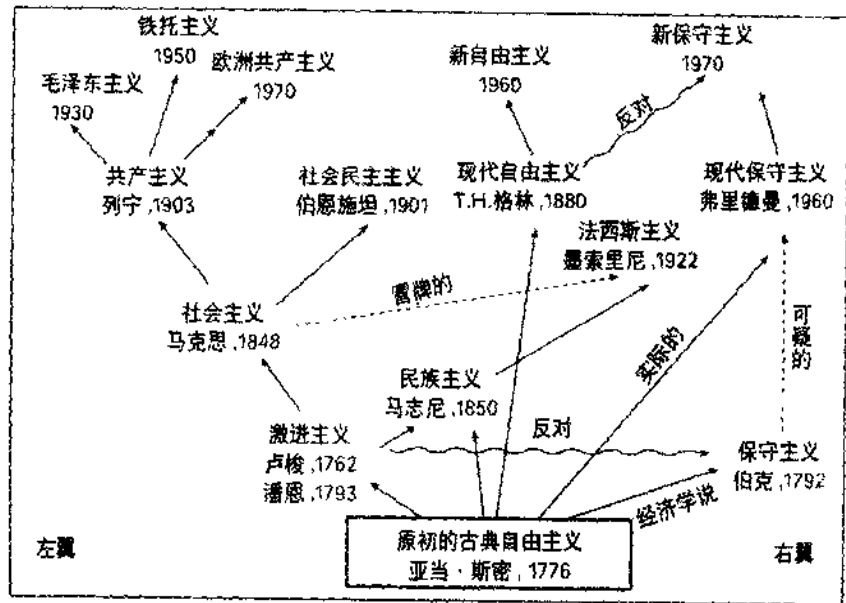 铁托主义
1950
欧洲共产主义
1970
毛泽东主义
1930
新自由主义
1960
新保守主义
1970
反对
共产主义
列宁,1903
社会民主主义
伯恩施坦,1901
现代自由主义
T.H.格林,1880
现代保守主义
弗里德曼,1960
法西斯主义
墨索里尼,1922
冒牌的
社会主义
马克思,1848
实际的
可疑的
民族主义
马志尼,1850
激进主义
卢梭,1762
潘恩,1793
反对
保守主义
伯克,1792
经济学说
原初的古典自由主义
亚当·斯密,1776
左翼
右翼